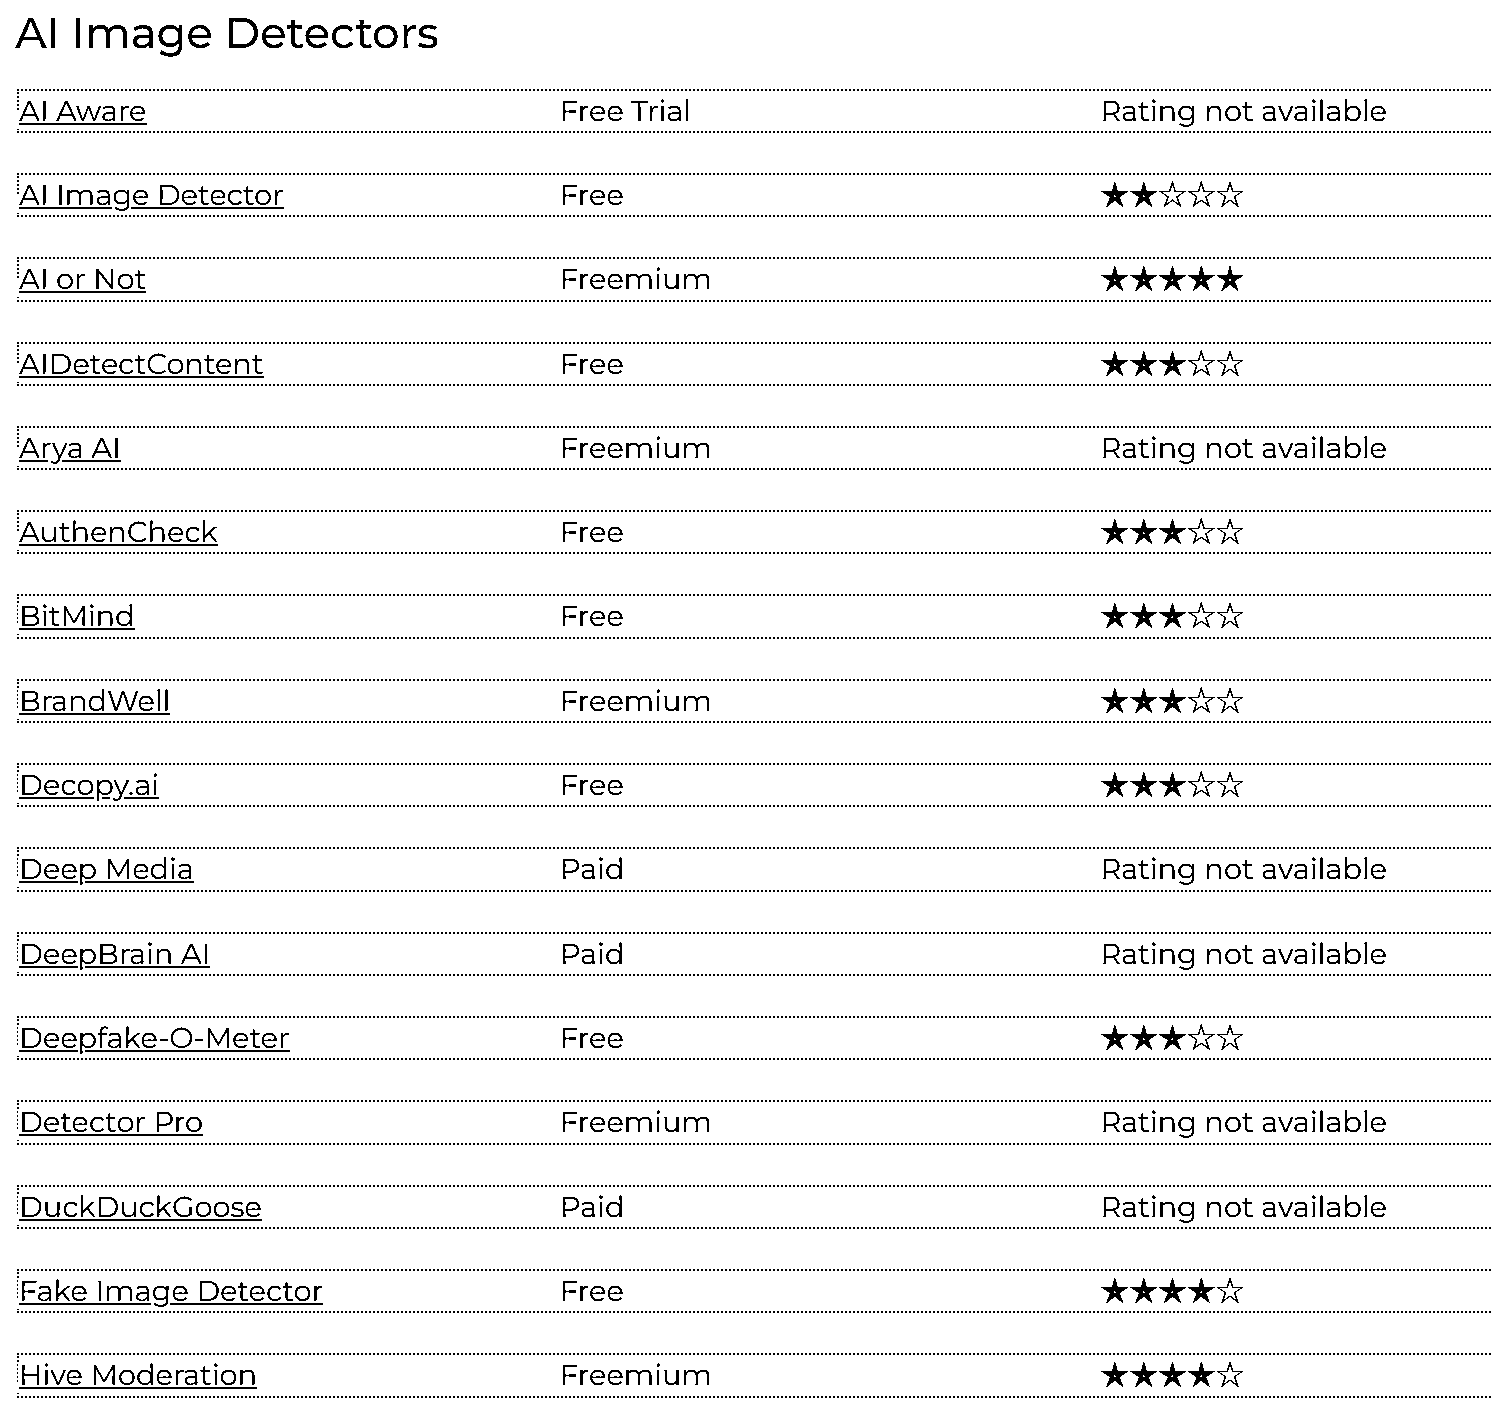 AI Image Detectors
AI Aware Free Trial Rating not available
AI Image Detector Free ★★☆☆☆
AI or Not Freemium ★★★★★
AIDetectContent Free ★★★☆☆
Arya AI Freemium Rating not available
AuthenCheck Free ★★★☆☆
BitMind Free ★★★☆☆
BrandWell Freemium ★★★☆☆
Decopy.ai Free ★★★☆☆
Deep Media Paid Rating not available
DeepBrain AI Paid Rating not available
Deepfake-O-Meter Free ★★★☆☆
Detector Pro Freemium Rating not available
DuckDuckGoose Paid Rating not available
Fake Image Detector Free ★★★★☆
Hive Moderation Freemium ★★★★☆